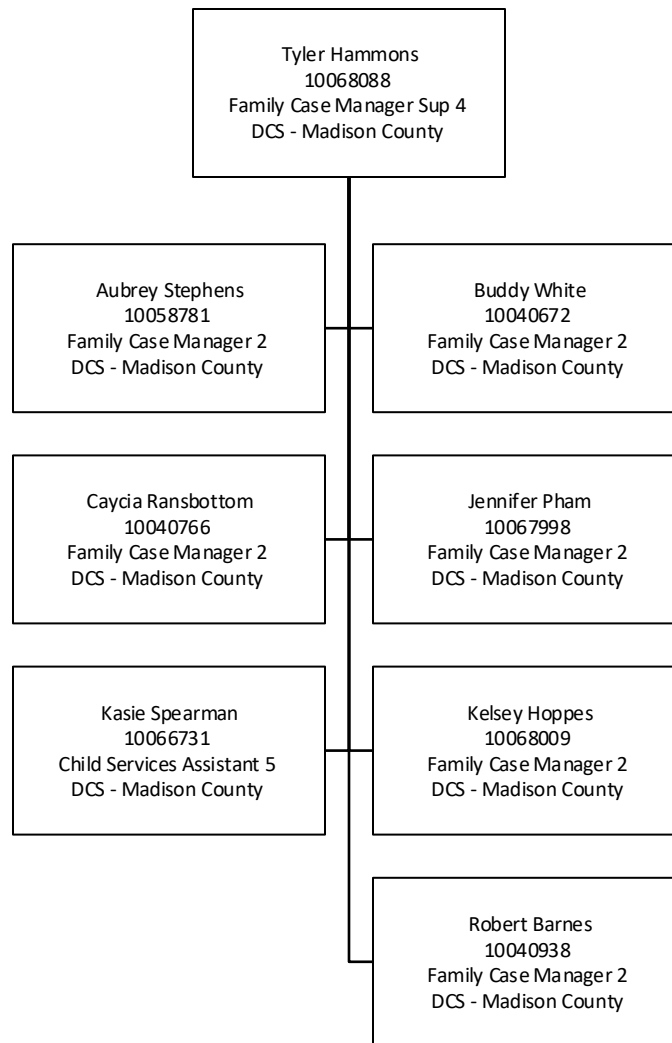 Tyler Hammons
10068088
Family Case Manager Sup 4
DCS - Madison County
Aubrey Stephens
10058781
Family Case Manager 2
DCS - Madison County
Buddy White
10040672
Family Case Manager 2
DCS - Madison County
Caycia Ransbottom
10040766
Family Case Manager 2
DCS - Madison County
Jennifer Pham
10067998
Family Case Manager 2
DCS - Madison County
Kasie Spearman
10066731
Child Services Assistant 5
DCS - Madison County
Kelsey Hoppes
10068009
Family Case Manager 2
DCS - Madison County
Robert Barnes
10040938
Family Case Manager 2
DCS - Madison County